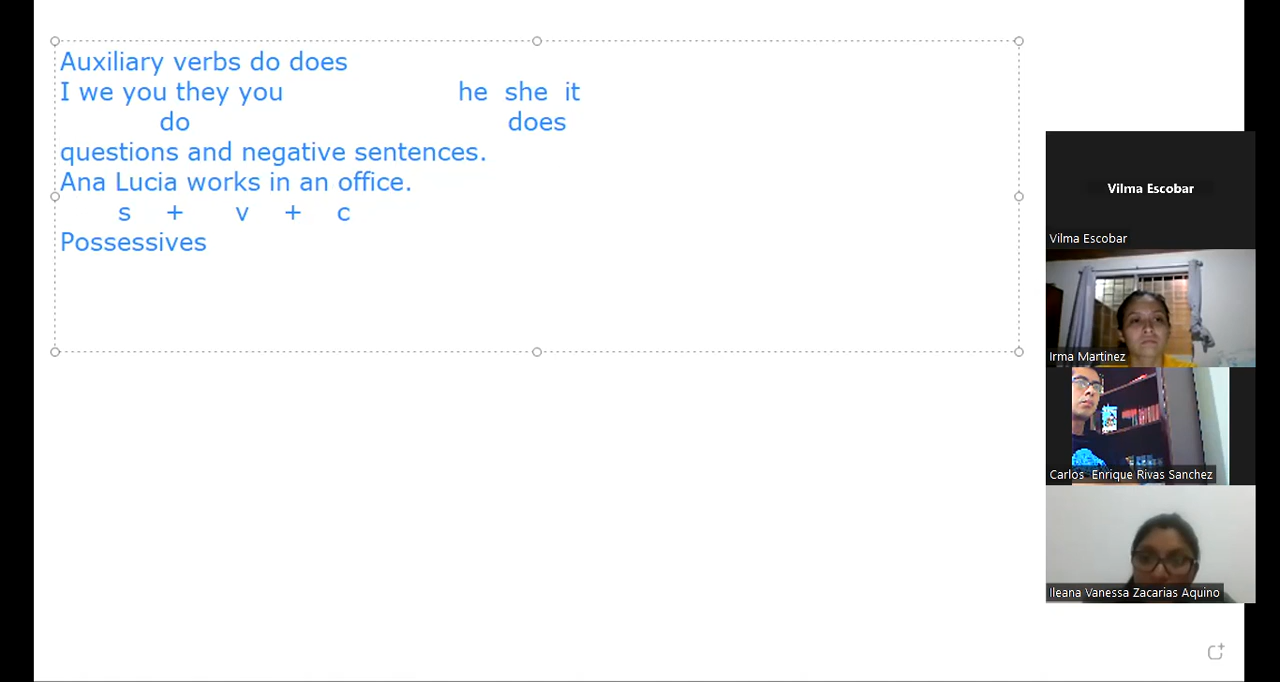 Auxiliary verbs do does
I we you they you he she it
do does
questions and negative sentences.
Ana Lucia works in an office.
s + v + c
Possessives
Vilma Escobar
Vilma Escobar
Irma Martinez
Carlos Enrique Rivas Sanchez
Ileana Vanessa Zacarias Aquino